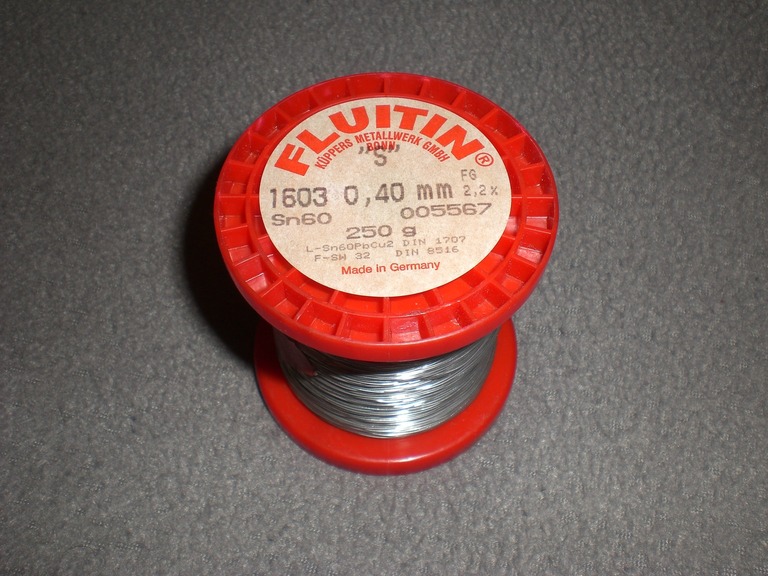 FLUITIN®
KÜPPERS METALLWERK GMBH
BONN
"S"
FG
1603 0,40 mm 2,2%
Sn60 005567
250 g
L-Sn60PbCu2 DIN 1707
F-SW 32 DIN 8516
Made in Germany